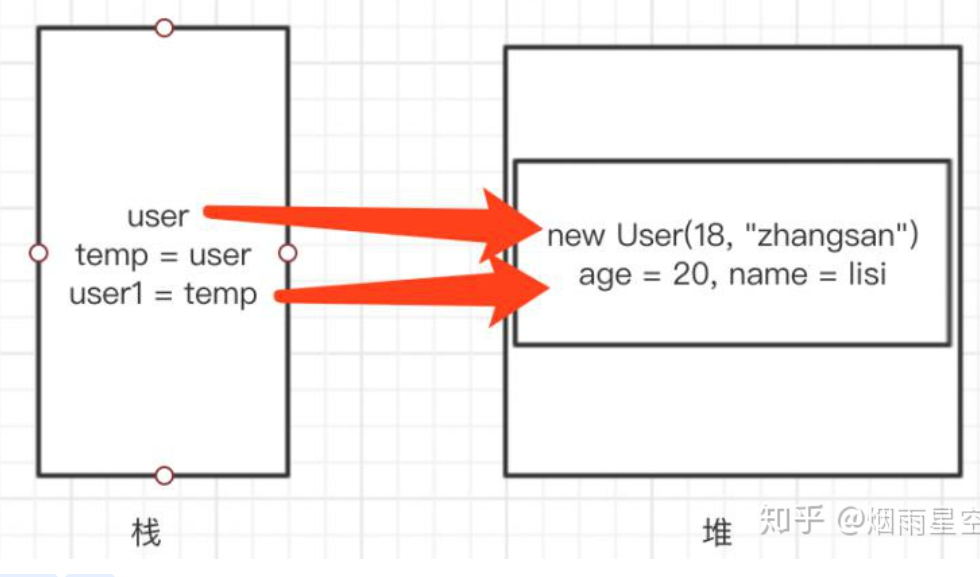 user
temp = user
user1 = temp
new User(18, "zhangsan")
age = 20, name = lisi
栈
堆
知乎 @烟雨星空